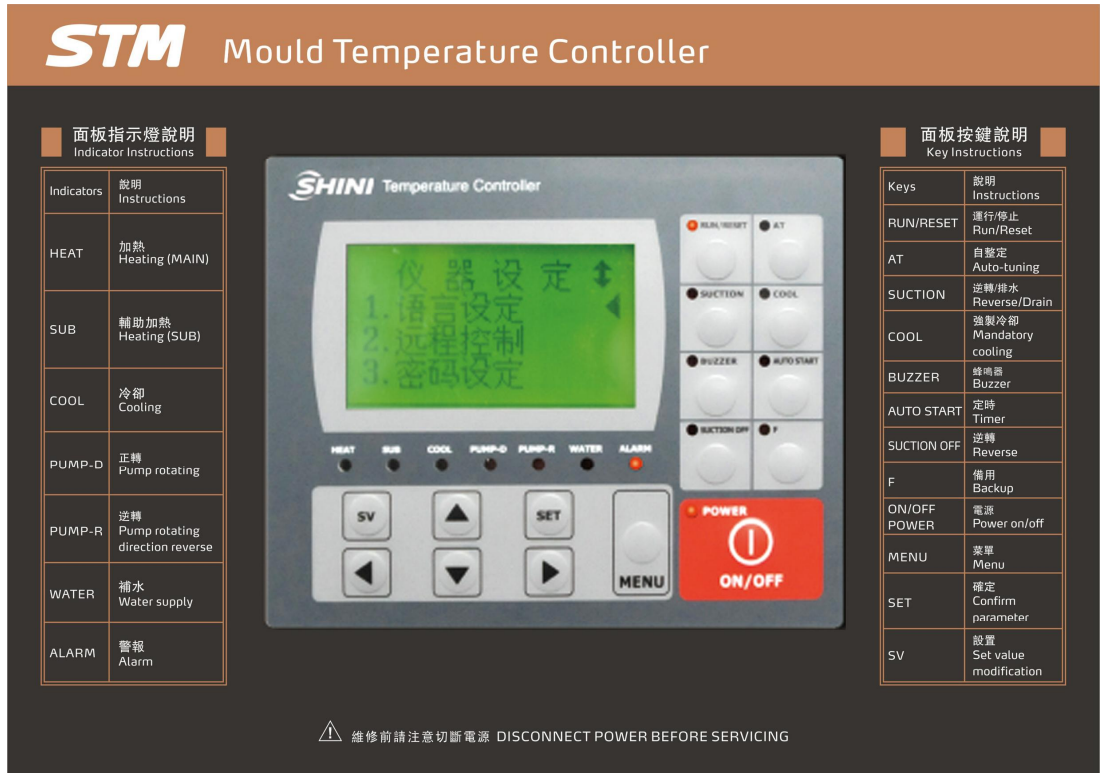 STM Mould Temperature Controller
面板指示燈說明
Indicator Instructions
Indicators
說明
Instructions
HEAT
加熱
Heating (MAIN)
SUB
輔助加熱
Heating (SUB)
COOL
冷卻
Cooling
PUMP-D
正轉
Pump rotating
PUMP-R
逆轉
Pump rotating
direction reverse
WATER
補水
Water supply
ALARM
警報
Alarm
SHINI Temperature Controller
仪器设定
1.语言设定
2.远程控制
3.密码设定
HEAT SUB COOL PUMP-D PUMP-R WATER ALARM
RUN/RESET AT
SUCTION COOL
BUZZER AUTO START
SUCTION OFF F
SV SET
MENU
POWER
ON/OFF
面板按鍵說明
Key Instructions
Keys
說明
Instructions
RUN/RESET
運行/停止
Run/Reset
AT
自整定
Auto-tuning
SUCTION
逆轉/排水
Reverse/Drain
COOL
強製冷卻
Mandatory
cooling
BUZZER
蜂鳴器
Buzzer
AUTO START
定時
Timer
SUCTION OFF
逆轉
Reverse
F
備用
Backup
ON/OFF
POWER
電源
Power on/off
MENU
菜單
Menu
SET
確定
Confirm
parameter
SV
設置
Set value
modification
維修前請注意切斷電源 DISCONNECT POWER BEFORE SERVICING